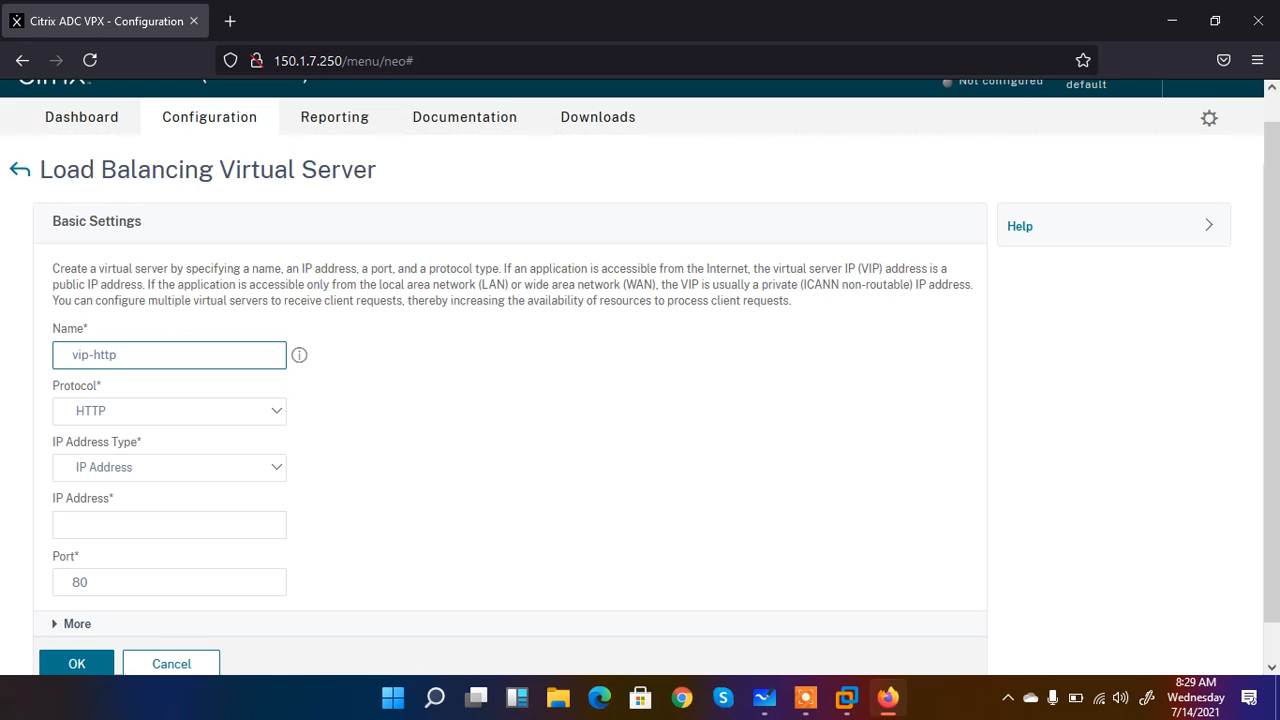 Citrix ADC VPX - Configuration
150.1.7.250/menu/neo#
Not configured
default
Dashboard
Configuration
Reporting
Documentation
Downloads
Load Balancing Virtual Server
Basic Settings
Help
Create a virtual server by specifying a name, an IP address, a port, and a protocol type. If an application is accessible from the Internet, the virtual server IP (VIP) address is a
public IP address. If the application is accessible only from the local area network (LAN) or wide area network (WAN), the VIP is usually a private (ICANN non-routable) IP address.
You can configure multiple virtual servers to receive client requests, thereby increasing the availability of resources to process client requests.
Name*
vip-http
Protocol*
HTTP
IP Address Type*
IP Address
IP Address*
Port*
80
More
OK
Cancel
8:29 AM
Wednesday
7/14/2021